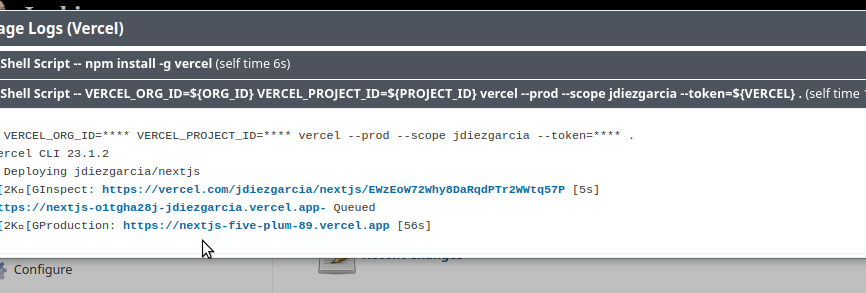 age Logs (Vercel)
Shell Script -- npm install -g vercel (self time 6s)
Shell Script -- VERCEL_ORG_ID=${ORG_ID} VERCEL_PROJECT_ID=${PROJECT_ID} vercel --prod --scope jdiezgarcia --token=${VERCEL} . (self time
VERCEL_ORG_ID=**** VERCEL_PROJECT_ID=**** vercel --prod --scope jdiezgarcia --token=**** .
ercel CLI 23.1.2
Deploying jdiezgarcia/nextjs
[2K [GInspect: https://vercel.com/jdiezgarcia/nextjs/EWzEoW72Why8DaRqdPTr2WWtq57P [5s]
ttps://nextjs-o1tgha28j-jdiezgarcia.vercel.app- Queued
[2K [GProduction: https://nextjs-five-plum-89.vercel.app [56s]
Configure